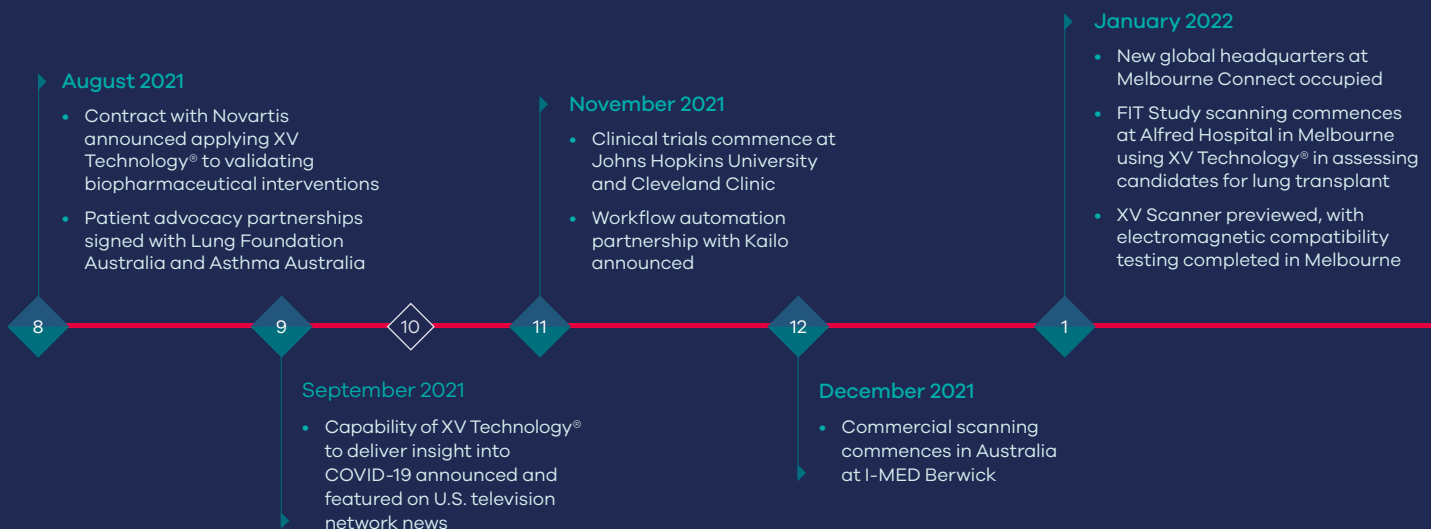 August 2021
• Contract with Novartis
announced applying XV
Technology® to validating
biopharmaceutical interventions
• Patient advocacy partnerships
signed with Lung Foundation
Australia and Asthma Australia
November 2021
• Clinical trials commence at
Johns Hopkins University
and Cleveland Clinic
• Workflow automation
partnership with Kailo
announced
January 2022
• New global headquarters at
Melbourne Connect occupied
• FIT Study scanning commences
at Alfred Hospital in Melbourne
using XV Technology® in assessing
candidates for lung transplant
• XV Scanner previewed, with
electromagnetic compatibility
testing completed in Melbourne
8
9
10
11
12
1
September 2021
• Capability of XV Technology®
to deliver insight into
COVID-19 announced and
featured on U.S. television
network news
December 2021
• Commercial scanning
commences in Australia
at I-MED Berwick